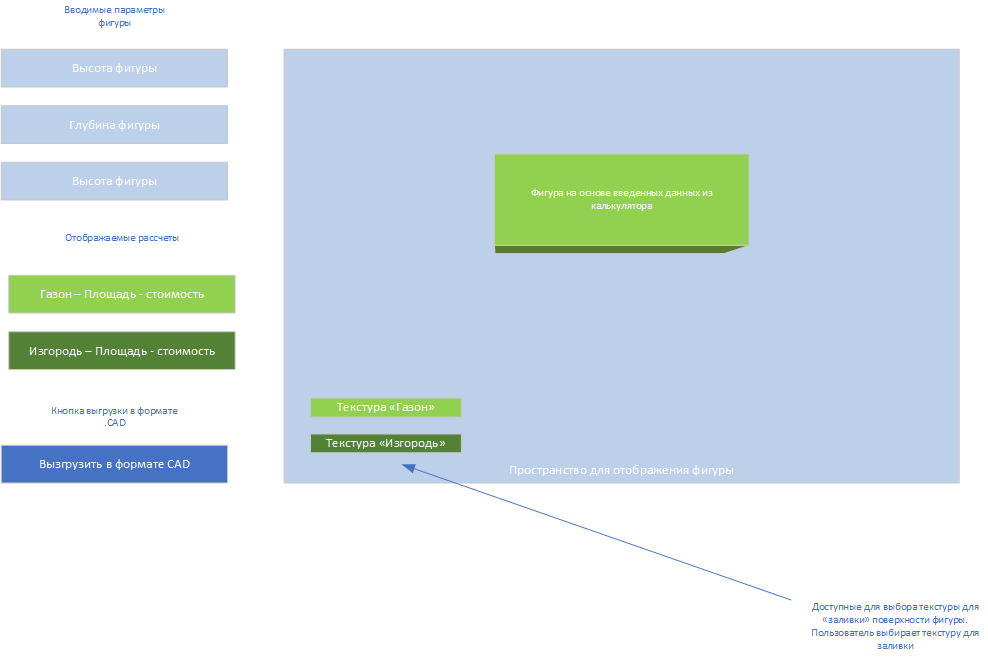 Вводимые параметры
фигуры
Высота фигуры
Глубина фигуры
Высота фигуры
Отображаемые рассчеты
Газон – Площадь - стоимость
Изгородь – Площадь - стоимость
Кнопка выгрузки в формате
.CAD
Вызгрузить в формате CAD
Фигура на основе введенных данных из
калькулятора
Текстура «Газон»
Текстура «Изгородь»
Пространство для отображения фигуры
Доступные для выбора текстуры для
«заливки» поверхности фигуры.
Пользователь выбирает текстуру для
заливки